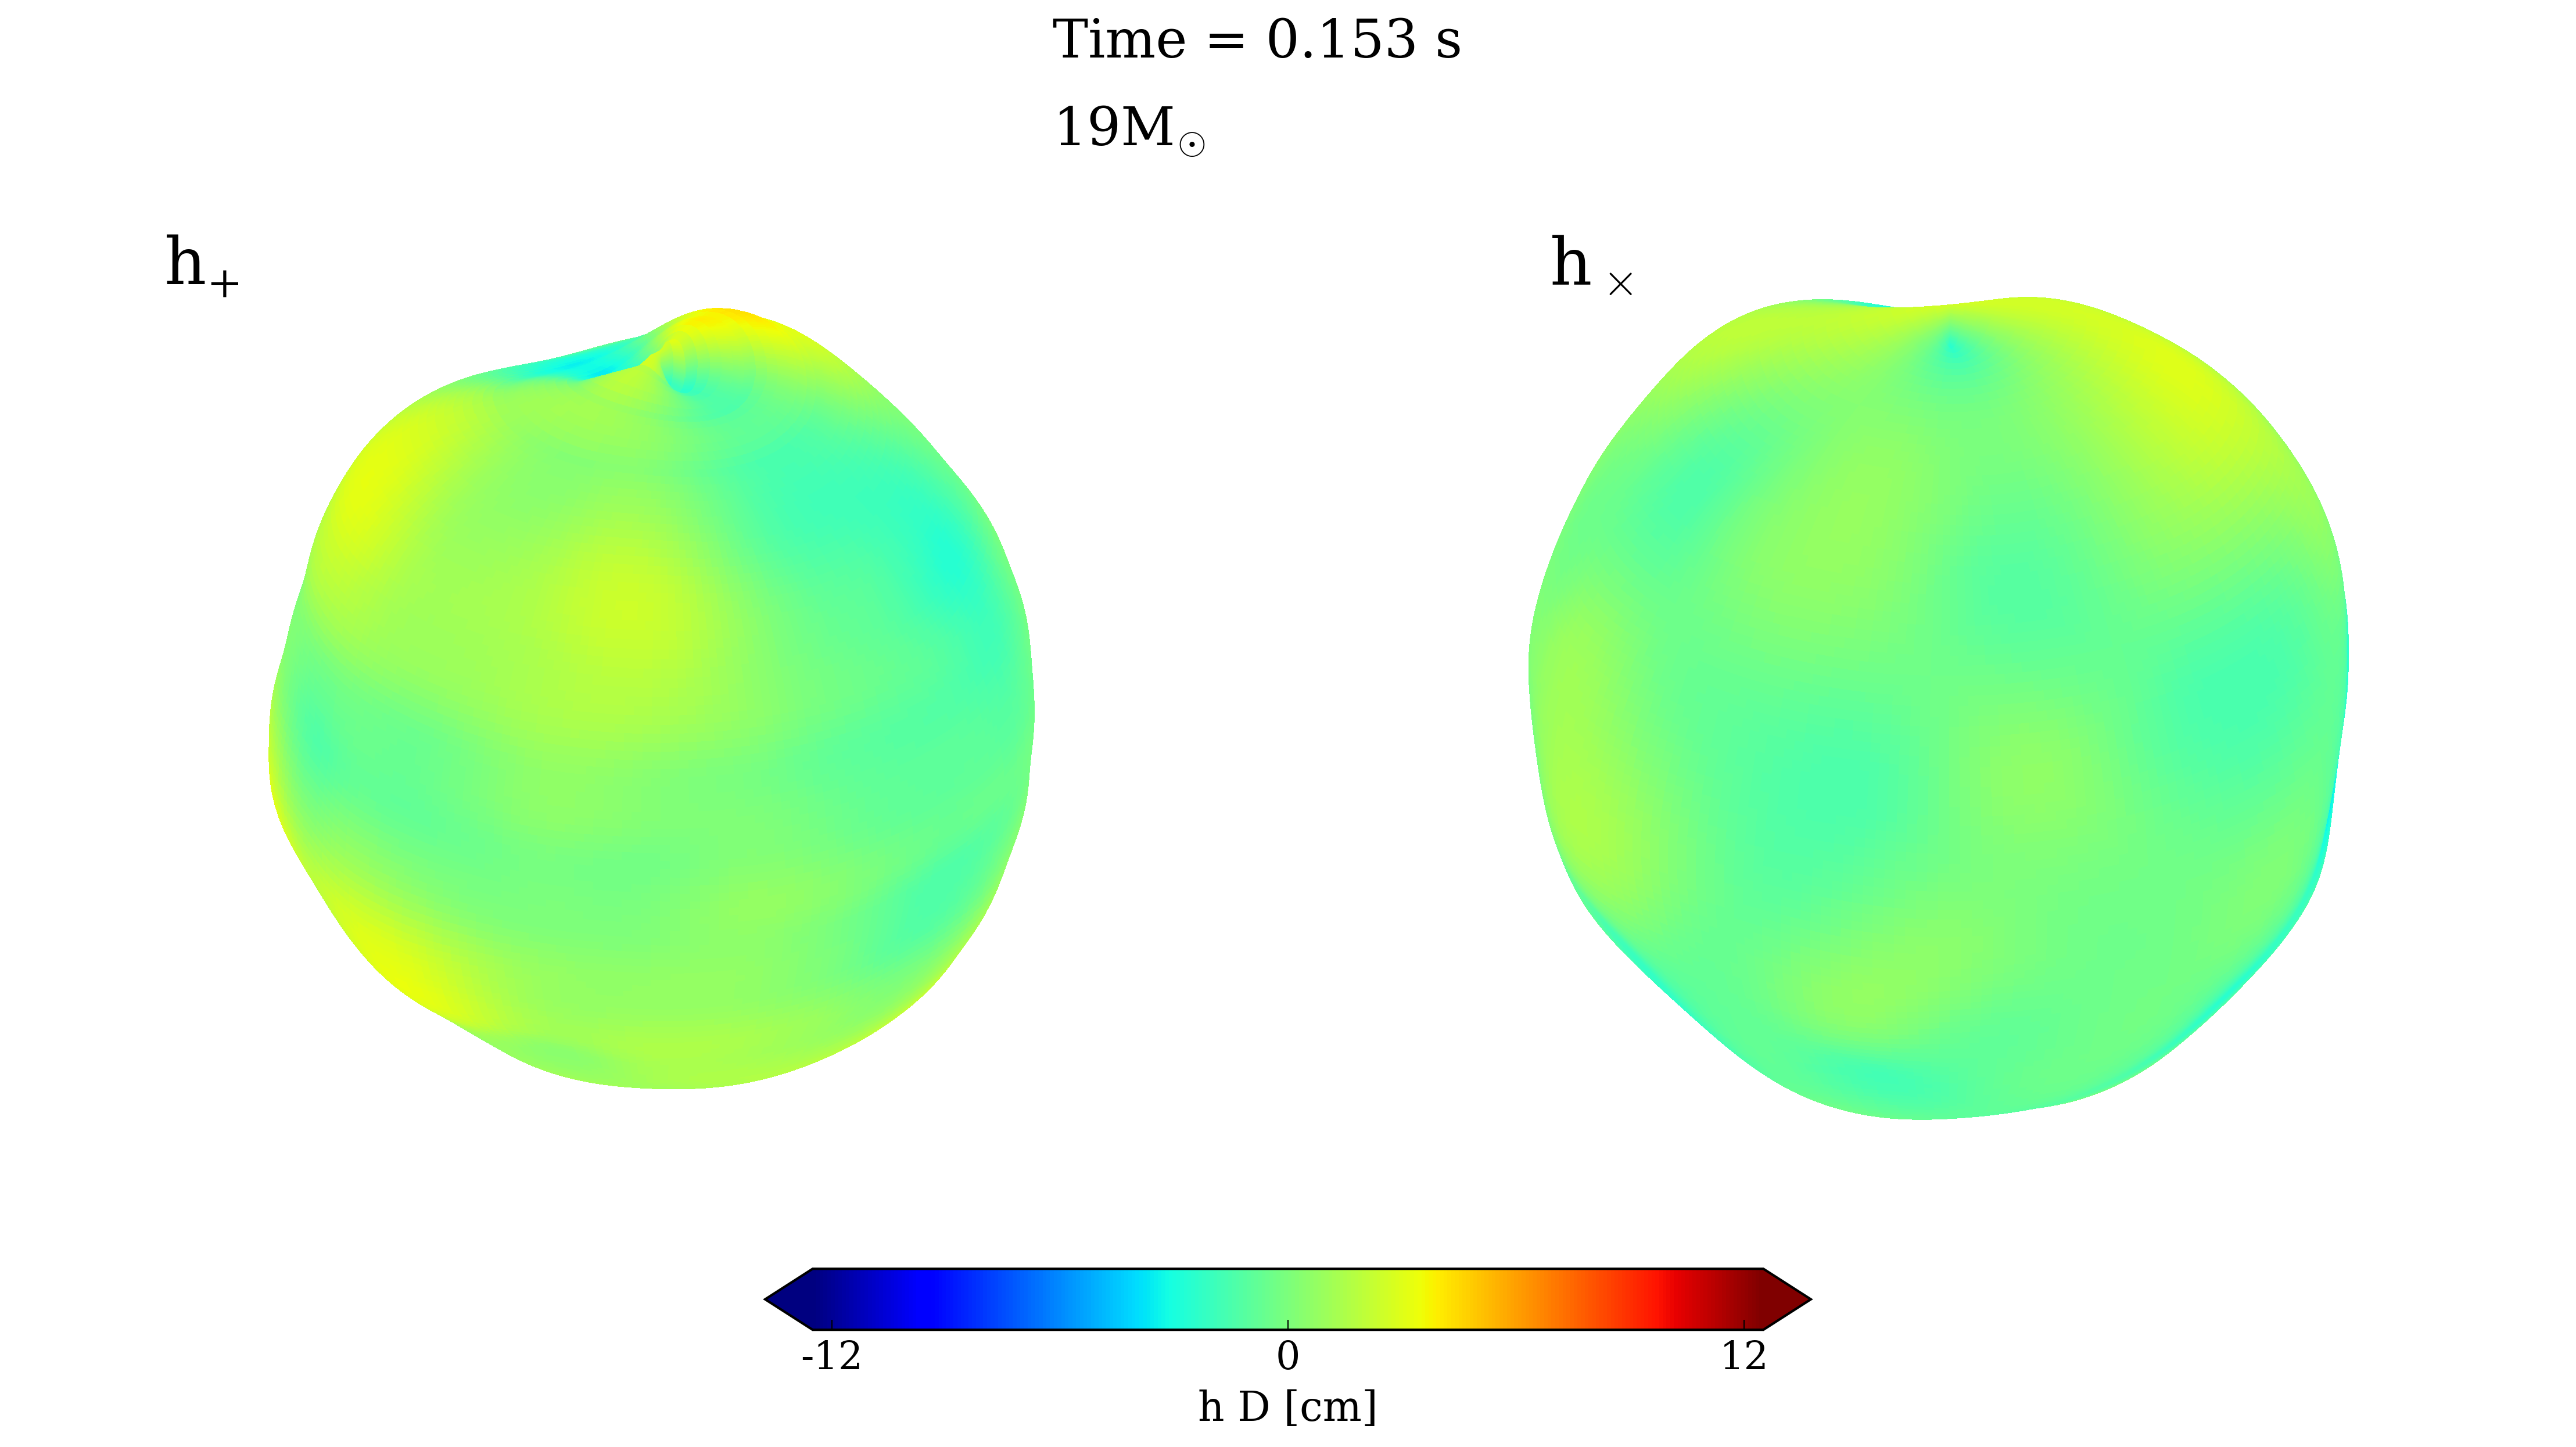 Time = 0.153 s
19M☉
h₊
h ×
-12 0 12
h D [cm]